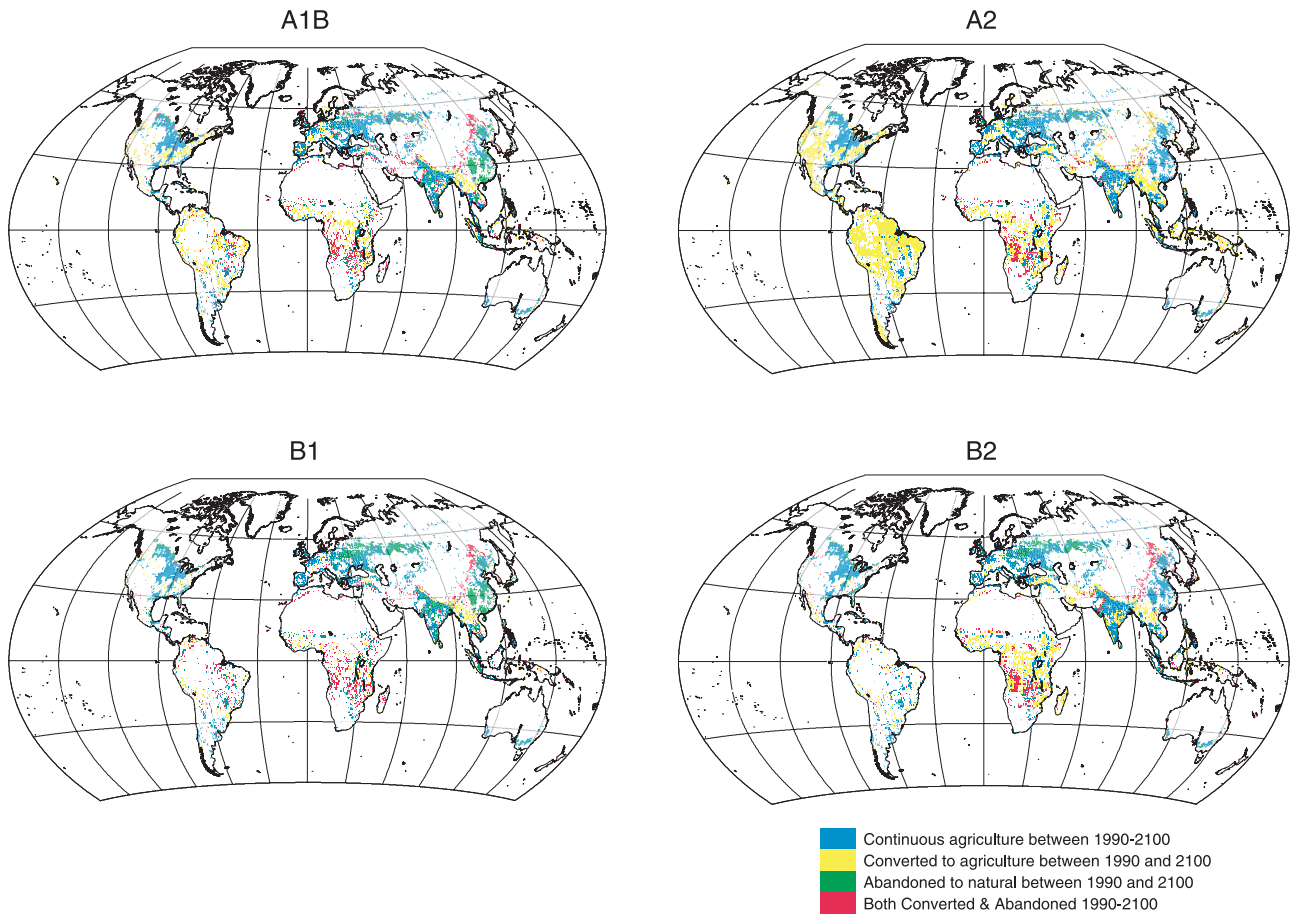 A1B
A2
B1
B2
Continuous agriculture between 1990-2100
Converted to agriculture between 1990 and 2100
Abandoned to natural between 1990 and 2100
Both Converted & Abandoned 1990-2100